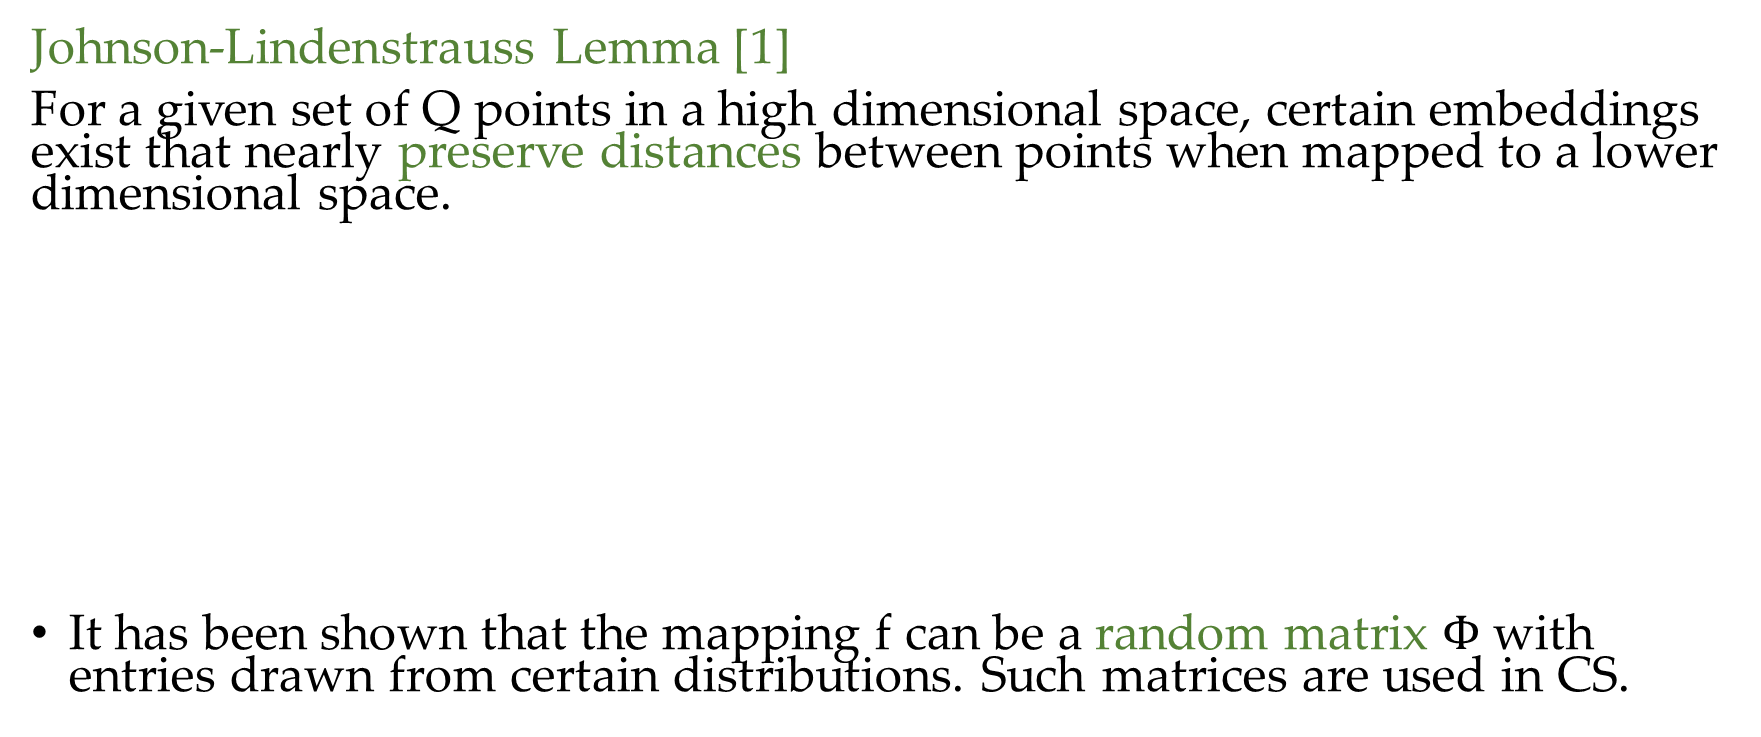 Johnson-Lindenstrauss Lemma [1]
For a given set of Q points in a high dimensional space, certain embeddings
exist that nearly preserve distances between points when mapped to a lower
dimensional space.
• It has been shown that the mapping f can be a random matrix Φ with
entries drawn from certain distributions. Such matrices are used in CS.